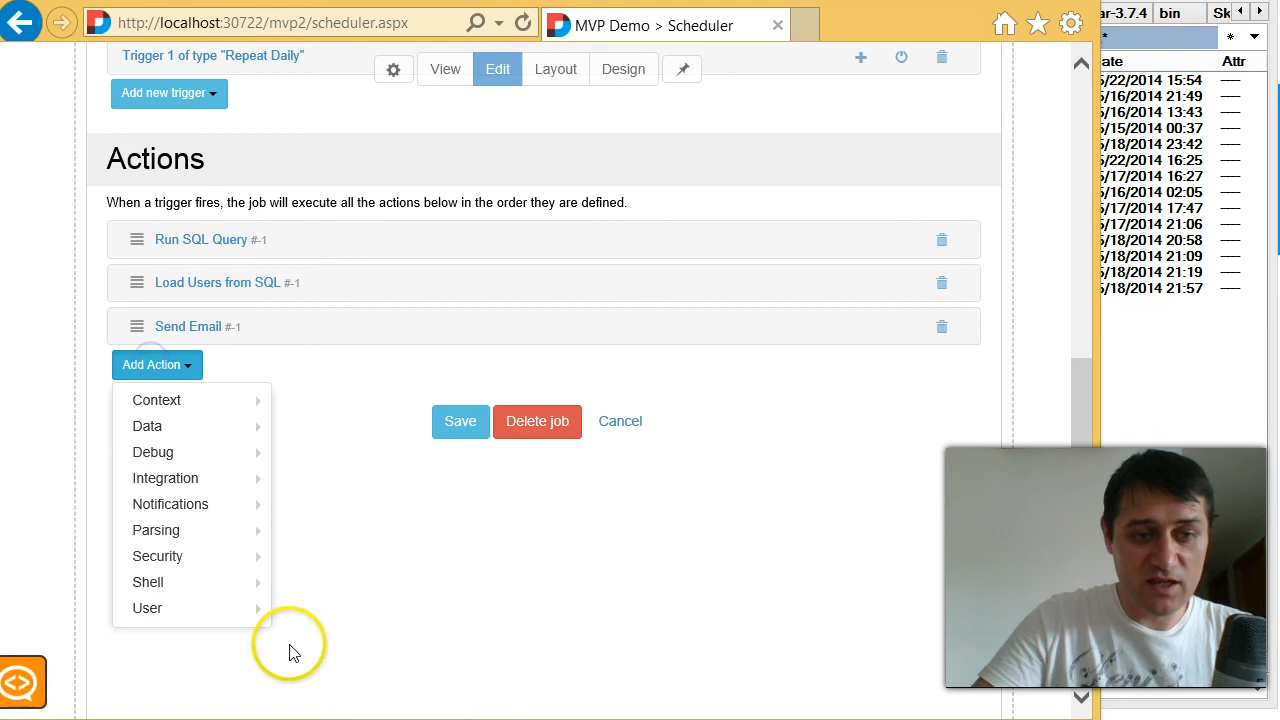 http://localhost:30722/mvp2/scheduler.aspx
MVP Demo > Scheduler
ar-3.7.4
bin
Sk
*
*
ate
Attr
Trigger 1 of type "Repeat Daily"
View
Edit
Layout
Design
Add new trigger
5/22/2014 15:54 ----
5/16/2014 21:49 ----
5/16/2014 13:43 ----
5/15/2014 00:37 ----
5/18/2014 23:42 ----
5/22/2014 16:25 ----
5/17/2014 16:27 ----
5/16/2014 02:05 ----
5/17/2014 17:47 ----
5/17/2014 21:06 ----
5/18/2014 20:58 ----
5/18/2014 21:09 ----
5/18/2014 21:19 ----
5/18/2014 21:57 ----
Actions
When a trigger fires, the job will execute all the actions below in the order they are defined.
Run SQL Query #-1
Load Users from SQL #-1
Send Email #-1
Add Action
Context
Data
Debug
Integration
Notifications
Parsing
Security
Shell
User
Save
Delete job
Cancel